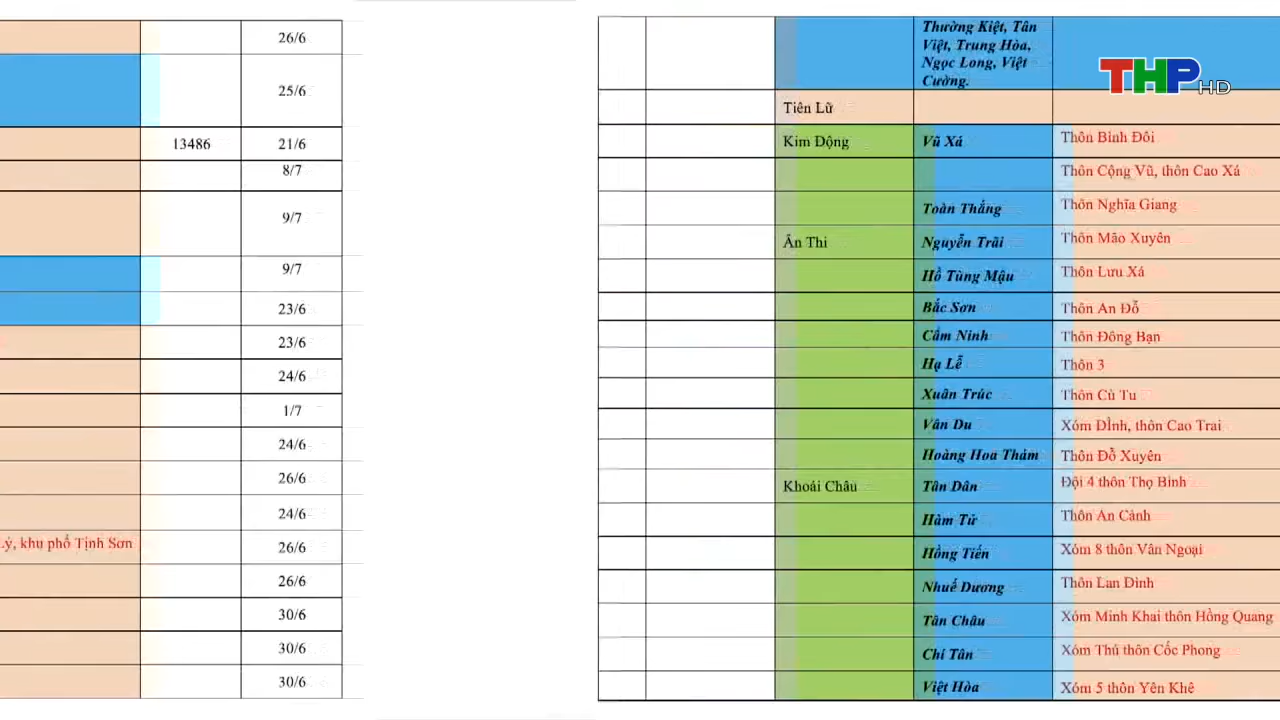 26/6
25/6
13486 21/6
8/7
9/7
9/7
23/6
23/6
24/6
1/7
24/6
26/6
24/6
Lý, khu phố Tịnh Sơn 26/6
26/6
30/6
30/6
30/6
Thường Kiệt, Tân
Việt, Trung Hòa,
Ngọc Long, Việt
Cường.
THP HD
Tiên Lữ
Kim Động Vũ Xá Thôn Bình Đôi
Thôn Cộng Vũ, thôn Cao Xá
Toàn Thắng Thôn Nghĩa Giang
Ân Thi Nguyễn Trãi Thôn Mão Xuyên
Hồ Tùng Mậu Thôn Lưu Xá
Bắc Sơn Thôn An Đỗ
Cẩm Ninh Thôn Đông Bạn
Hạ Lễ Thôn 3
Xuân Trúc Thôn Cù Tu
Vân Du Xóm Đình, thôn Cao Trai
Hoàng Hoa Thám Thôn Đỗ Xuyên
Khoái Châu Tân Dân Đội 4 thôn Thọ Bình
Hàm Tử Thôn An Cảnh
Hồng Tiến Xóm 8 thôn Vân Ngoại
Nhuế Dương Thôn Lan Đình
Tân Châu Xóm Minh Khai thôn Hồng Quang
Chí Tân Xóm Thủ thôn Cốc Phong
Việt Hòa Xóm 5 thôn Yên Khê